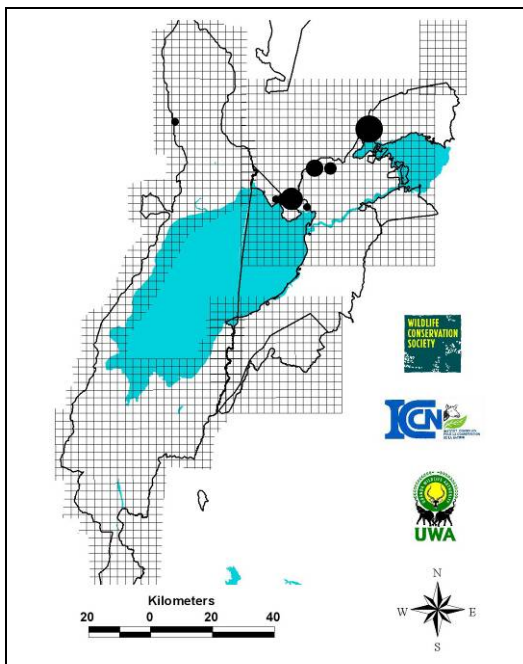 WILDLIFE
CONSERVATION
SOCIETY
ICCN
UWA
N
W E
S
Kilometers
20 0 20 40